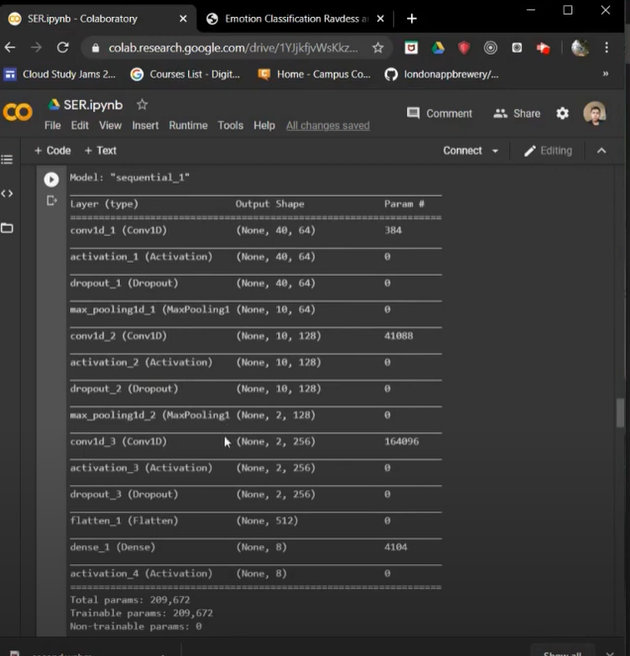 SER.ipynb - Colaboratory
Emotion Classification Ravdess a
colab.research.google.com/drive/1YJjkfjvWsKkz...
Cloud Study Jams 2...
Courses List - Digit...
Home - Campus Co...
londonappbrewery/...
»
CO
SER.ipynb
Comment
Share
File Edit View Insert Runtime Tools Help All changes saved
+ Code + Text
Connect
Editing
Model: "sequential_1"
Layer (type) Output Shape Param #
conv1d_1 (Conv1D) (None, 40, 64) 384
activation_1 (Activation) (None, 40, 64) 0
dropout_1 (Dropout) (None, 40, 64) 0
max_pooling1d_1 (MaxPooling1 (None, 10, 64) 0
conv1d_2 (Conv1D) (None, 10, 128) 41088
activation_2 (Activation) (None, 10, 128) 0
dropout_2 (Dropout) (None, 10, 128) 0
max_pooling1d_2 (MaxPooling1 (None, 2, 128) 0
conv1d_3 (Conv1D) (None, 2, 256) 164096
activation_3 (Activation) (None, 2, 256) 0
dropout_3 (Dropout) (None, 2, 256) 0
flatten_1 (Flatten) (None, 512) 0
dense_1 (Dense) (None, 8) 4104
activation_4 (Activation) (None, 8) 0
Total params: 209,672
Trainable params: 209,672
Non-trainable params: 0
Show all